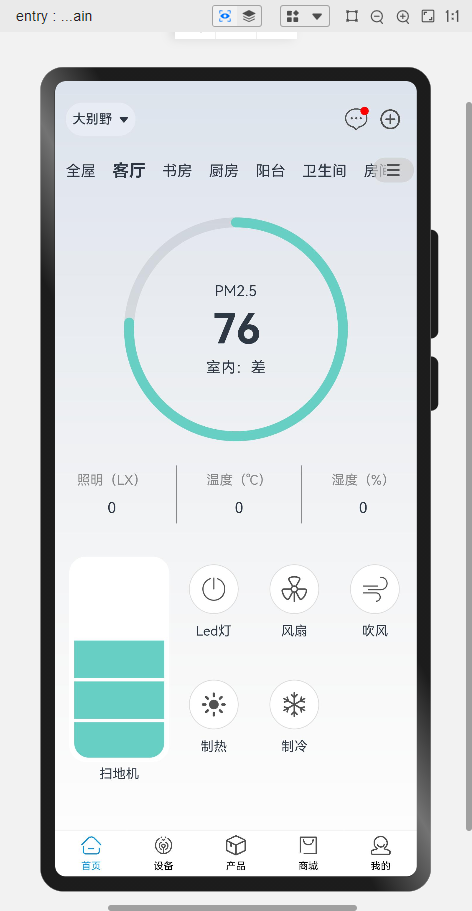 entry : ...ain
1:1
大别野
全屋 客厅 书房 厨房 阳台 卫生间 房间
PM2.5
76
室内：差
照明（LX） 温度（℃） 湿度（%）
0 0 0
Led灯 风扇 吹风
制热 制冷
扫地机
首页 设备 产品 商城 我的